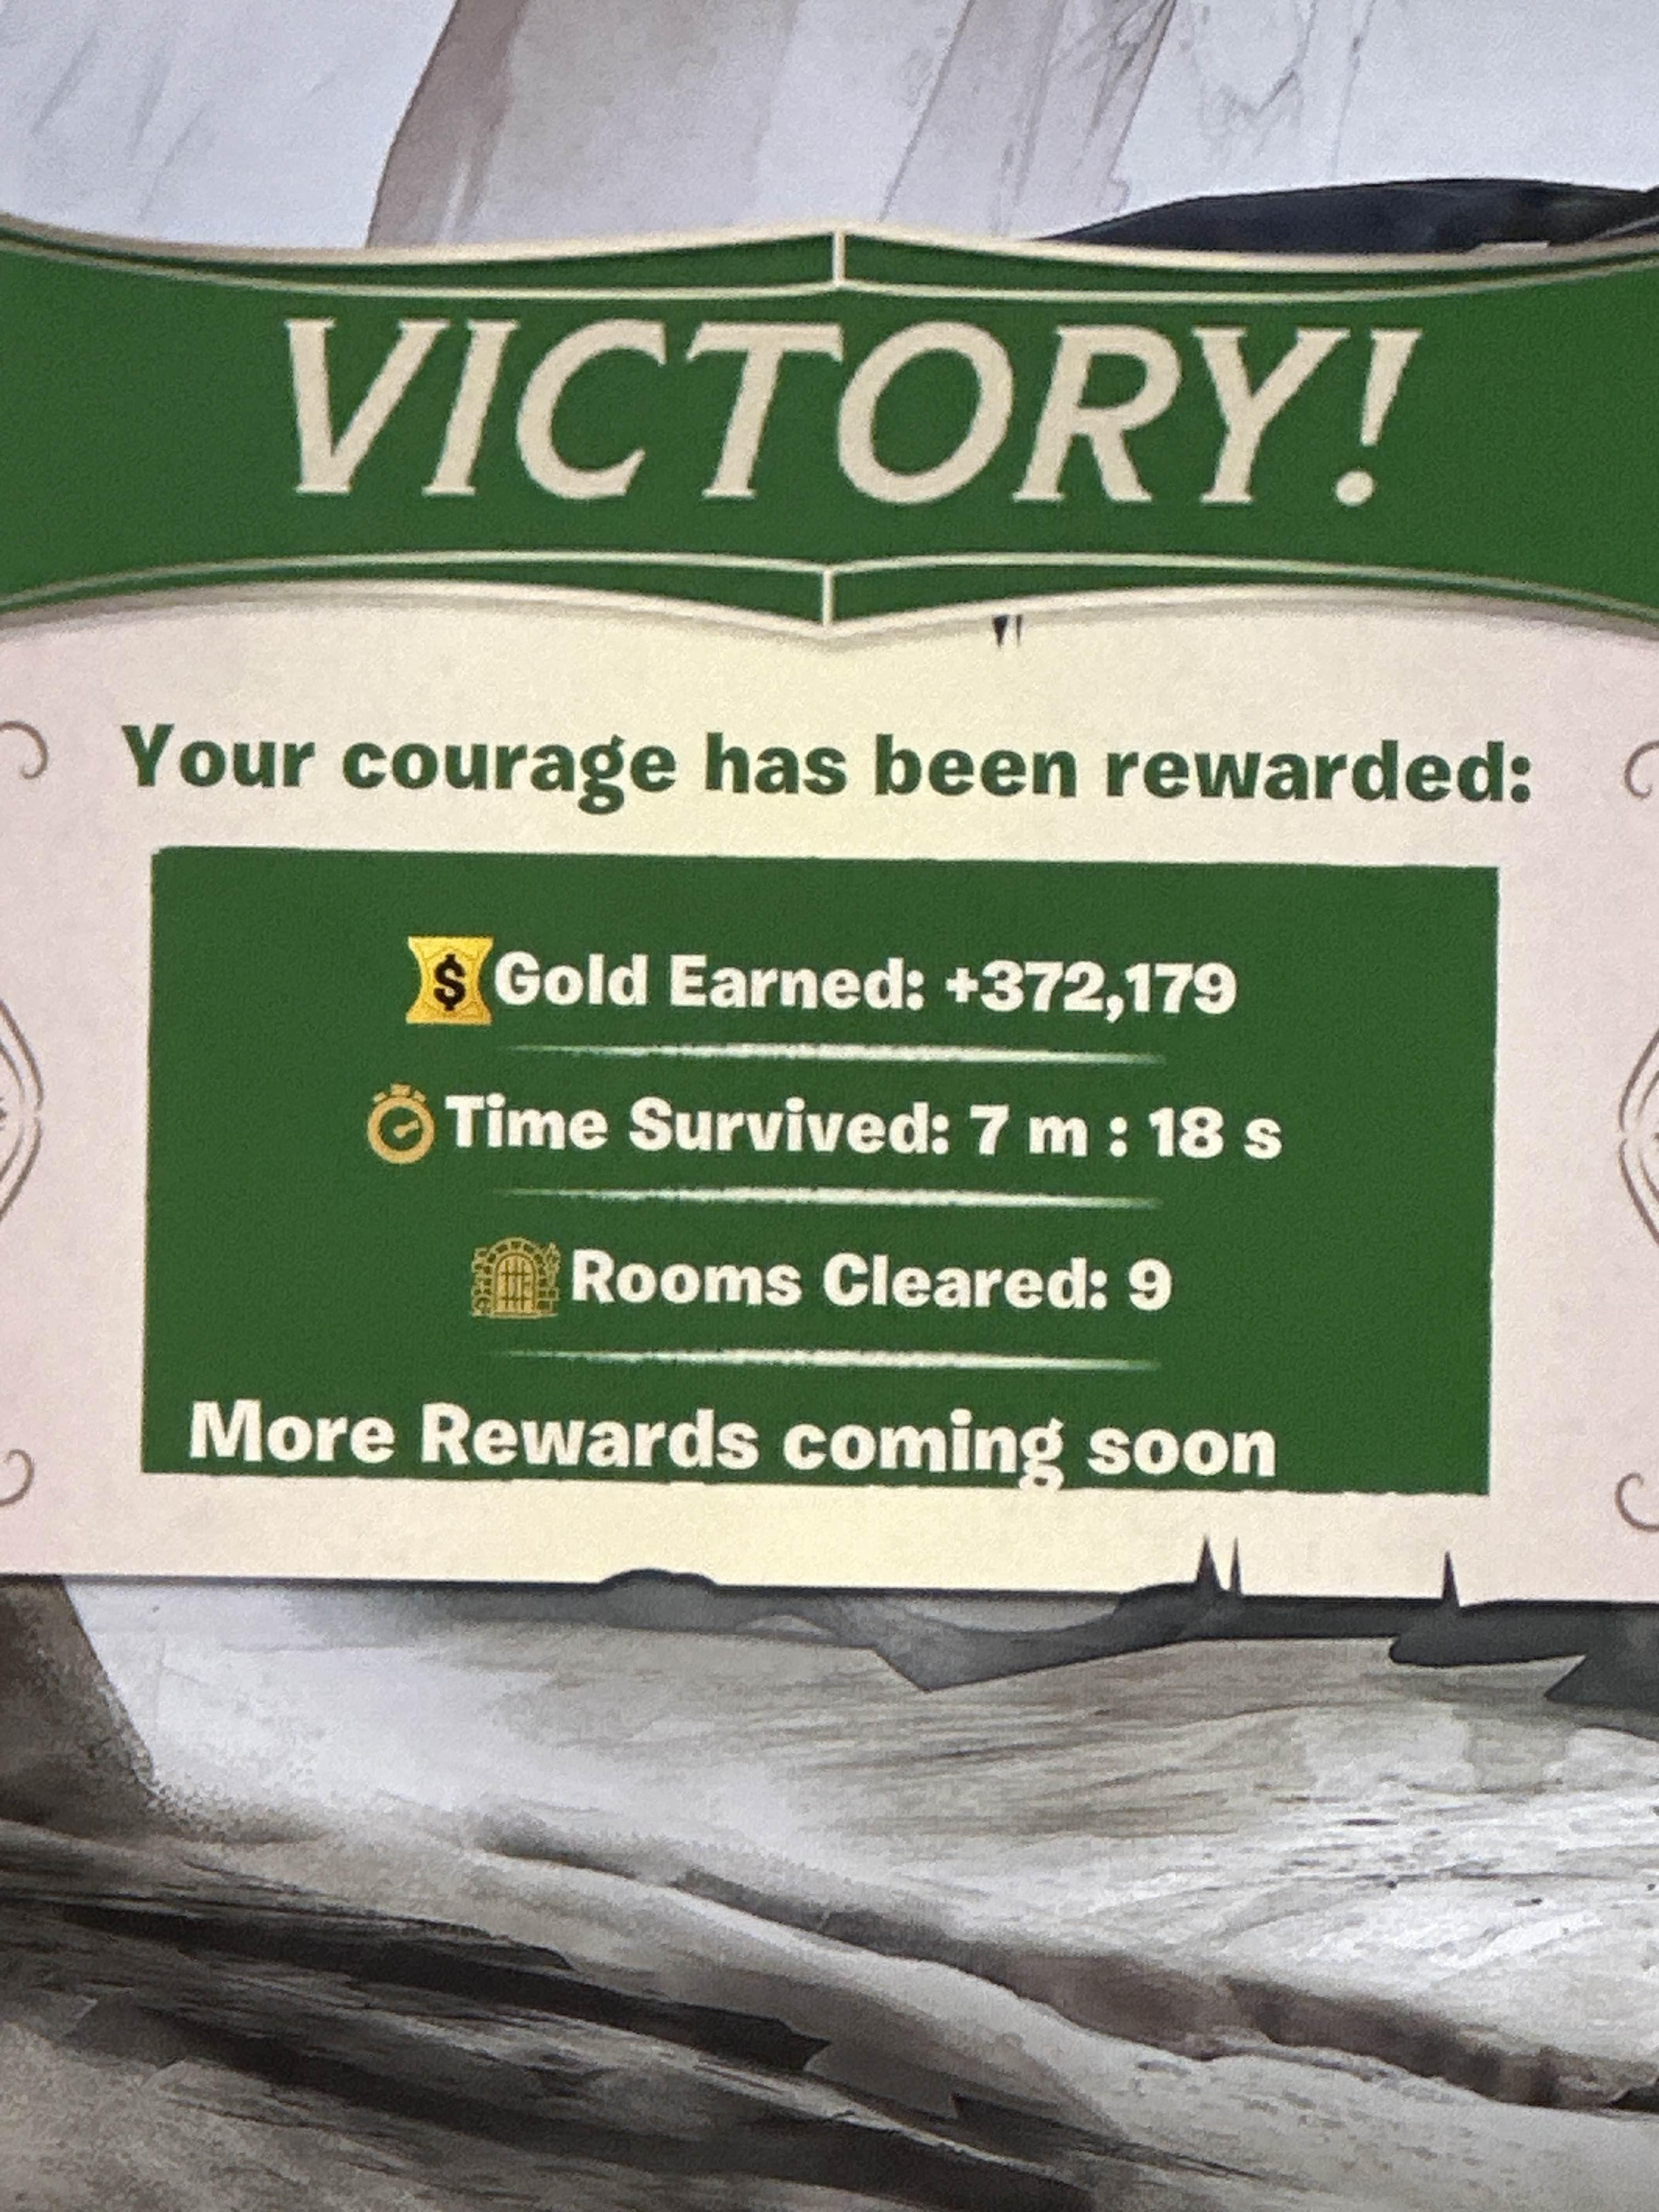 VICTORY!
Your courage has been rewarded:
$ Gold Earned: +372,179
Time Survived: 7 m : 18 s
Rooms Cleared: 9
More Rewards coming soon